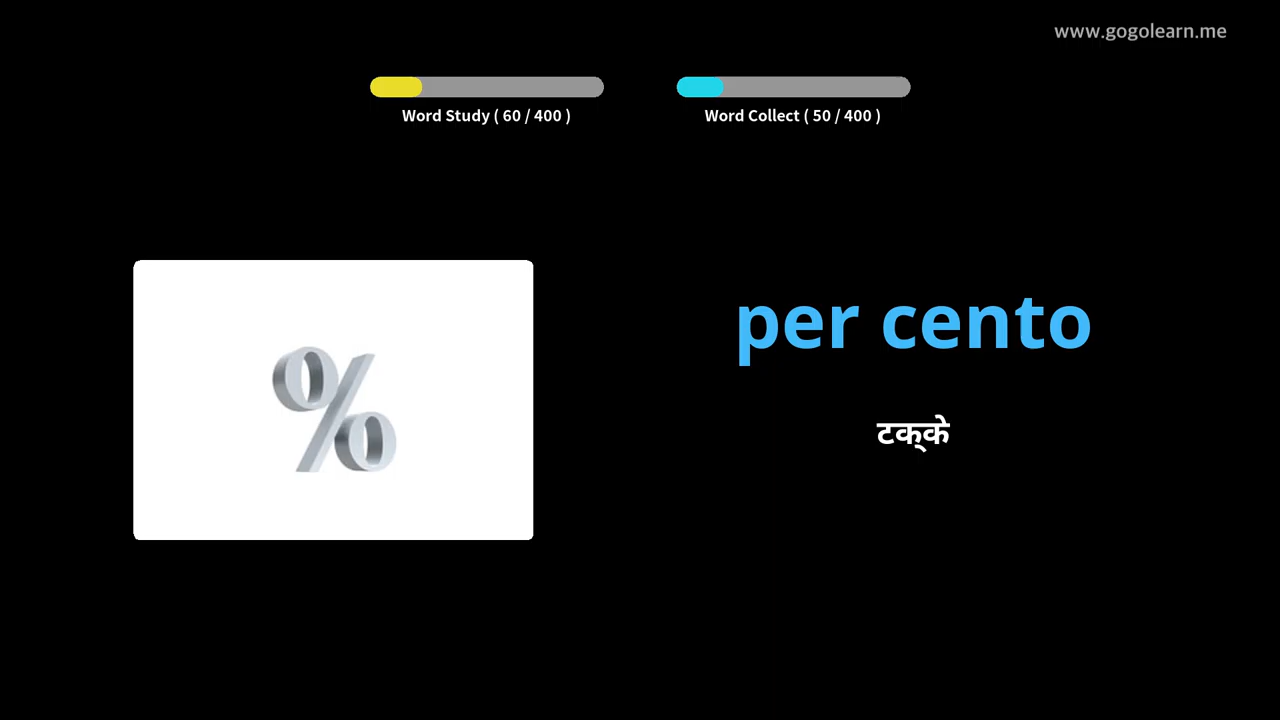 www.gogolearn.me
Word Study ( 60 / 400 )
Word Collect ( 50 / 400 )
%
per cento
टक्के